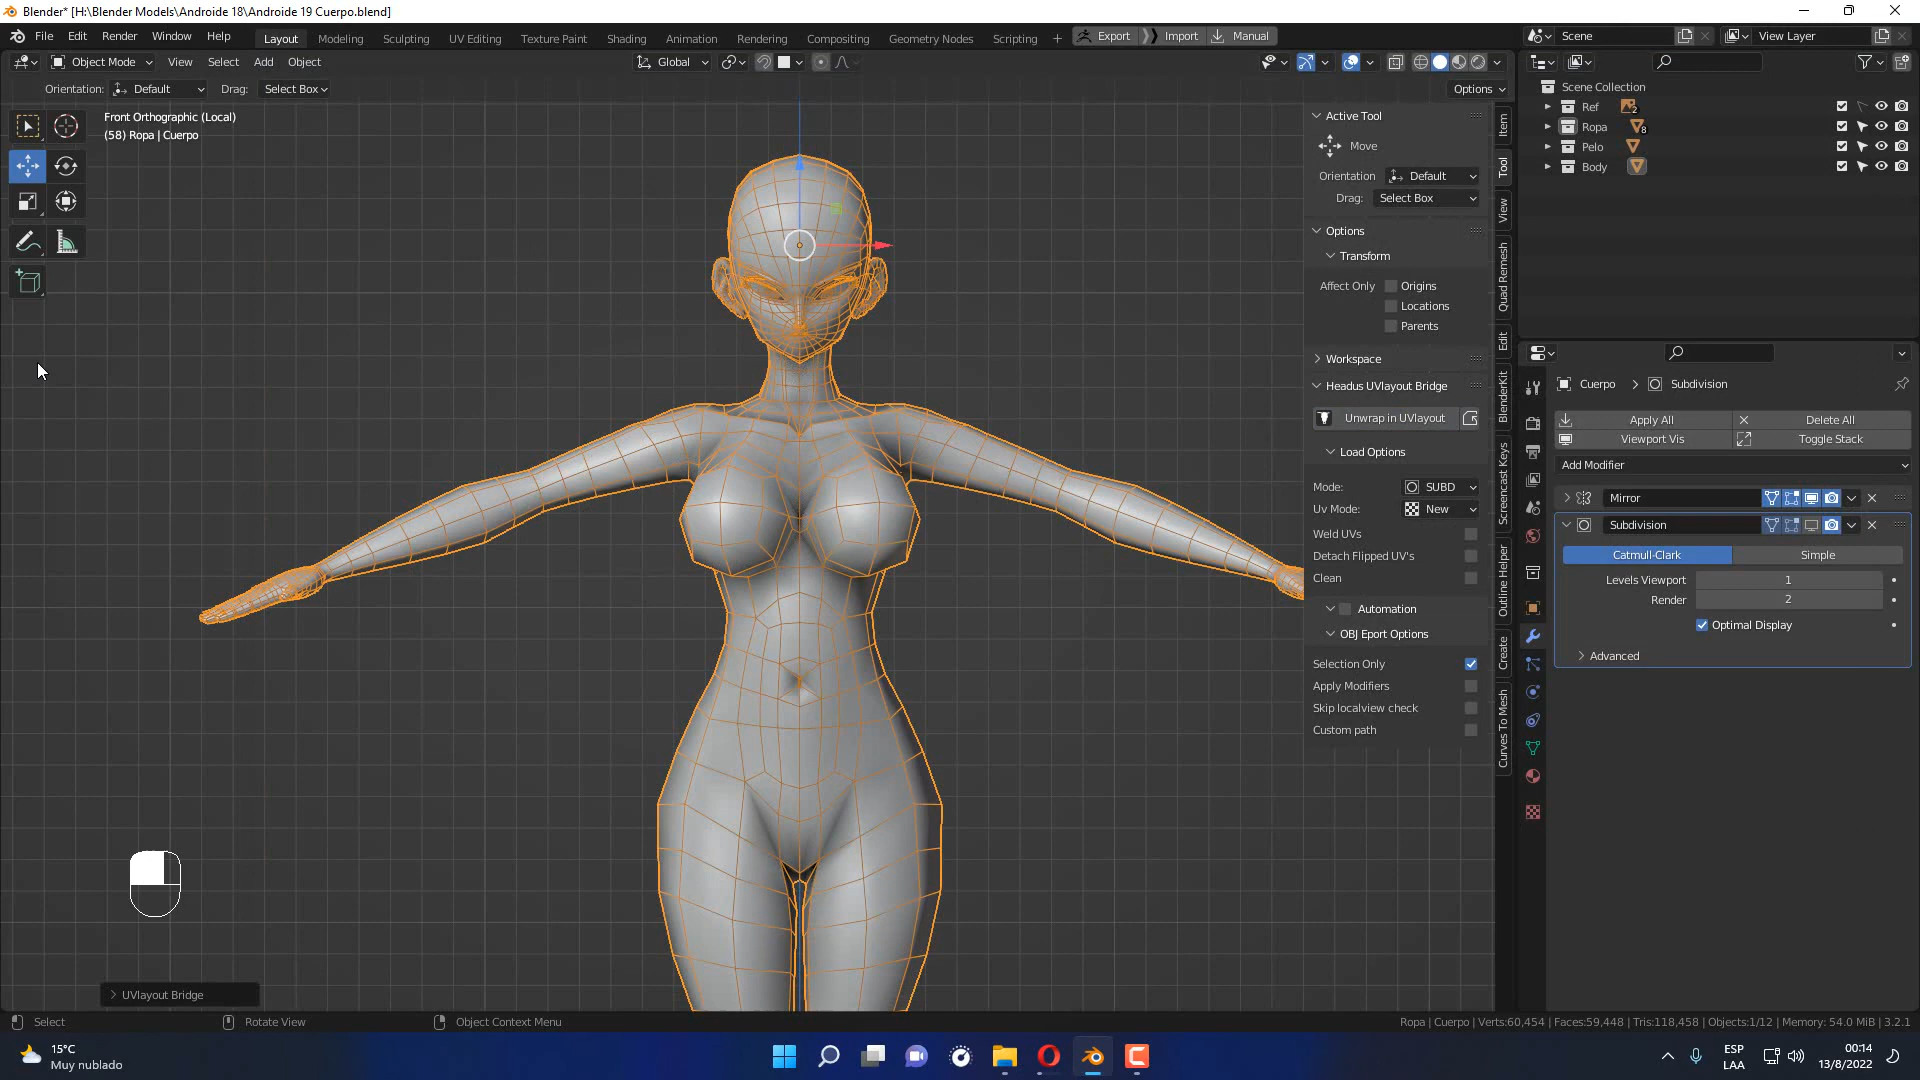 Blender* [H:\Blender Models\Androide 18\Androide 19 Cuerpo.blend]
File Edit Render Window Help
Layout Modeling Sculpting UV Editing Texture Paint Shading Animation Rendering Compositing Geometry Nodes Scripting +
Export Import Manual
Scene View Layer
Object Mode View Select Add Object Global
Orientation: Default Drag: Select Box Options
Front Orthographic (Local)
(58) Ropa | Cuerpo
Active Tool
Move
Orientation Default
Drag: Select Box
Options
Transform
Affect Only Origins
Locations
Parents
Workspace
Headus UVlayout Bridge
Unwrap in UVlayout
Load Options
Mode: SUBD
Uv Mode: New
Weld UVs
Detach Flipped UV's
Clean
Automation
OBJ Eport Options
Selection Only
Apply Modifiers
Skip localview check
Custom path
Item
Tool
View
Quad Remesh
Edit
BlenderKit
Screencast Keys
Outline Helper
Create
Curves To Mesh
Scene Collection
Ref 2
Ropa 8
Pelo
Body
Cuerpo > Subdivision
Apply All Delete All
Viewport Vis Toggle Stack
Add Modifier
Mirror
Subdivision
Catmull-Clark Simple
Levels Viewport 1
Render 2
Optimal Display
Advanced
UVlayout Bridge
Select Rotate View Object Context Menu
Ropa | Cuerpo | Verts:60,454 | Faces:59,448 | Tris:118,458 | Objects:1/12 | Memory: 54.0 MiB | 3.2.1
15°C
Muy nublado
ESP
LAA
00:14
13/8/2022